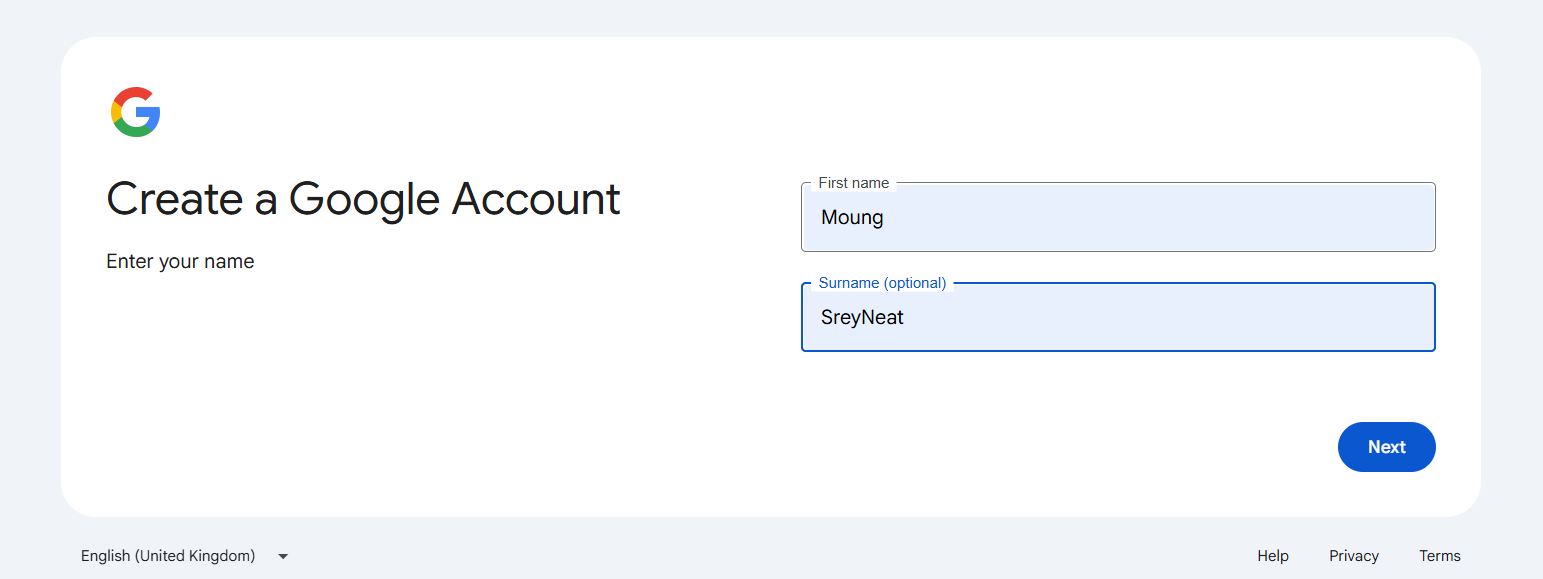 Create a Google Account
Enter your name
First name
Moung
Surname (optional)
SreyNeat
Next
English (United Kingdom)
Help Privacy Terms